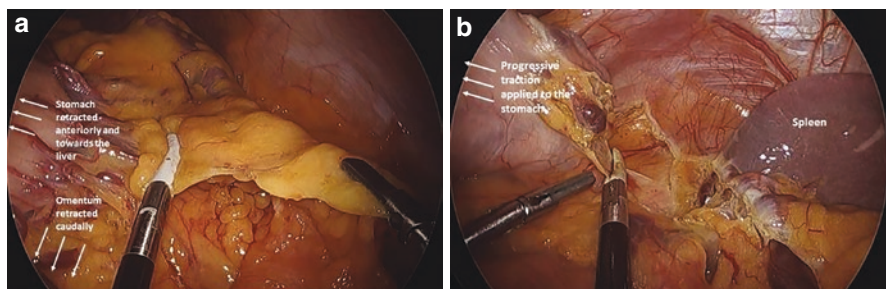 a
Stomach
retracted
anteriorly and
towards the
liver
Omentum
retracted
caudally
b
Progressive
traction
applied to the
stomach
Spleen